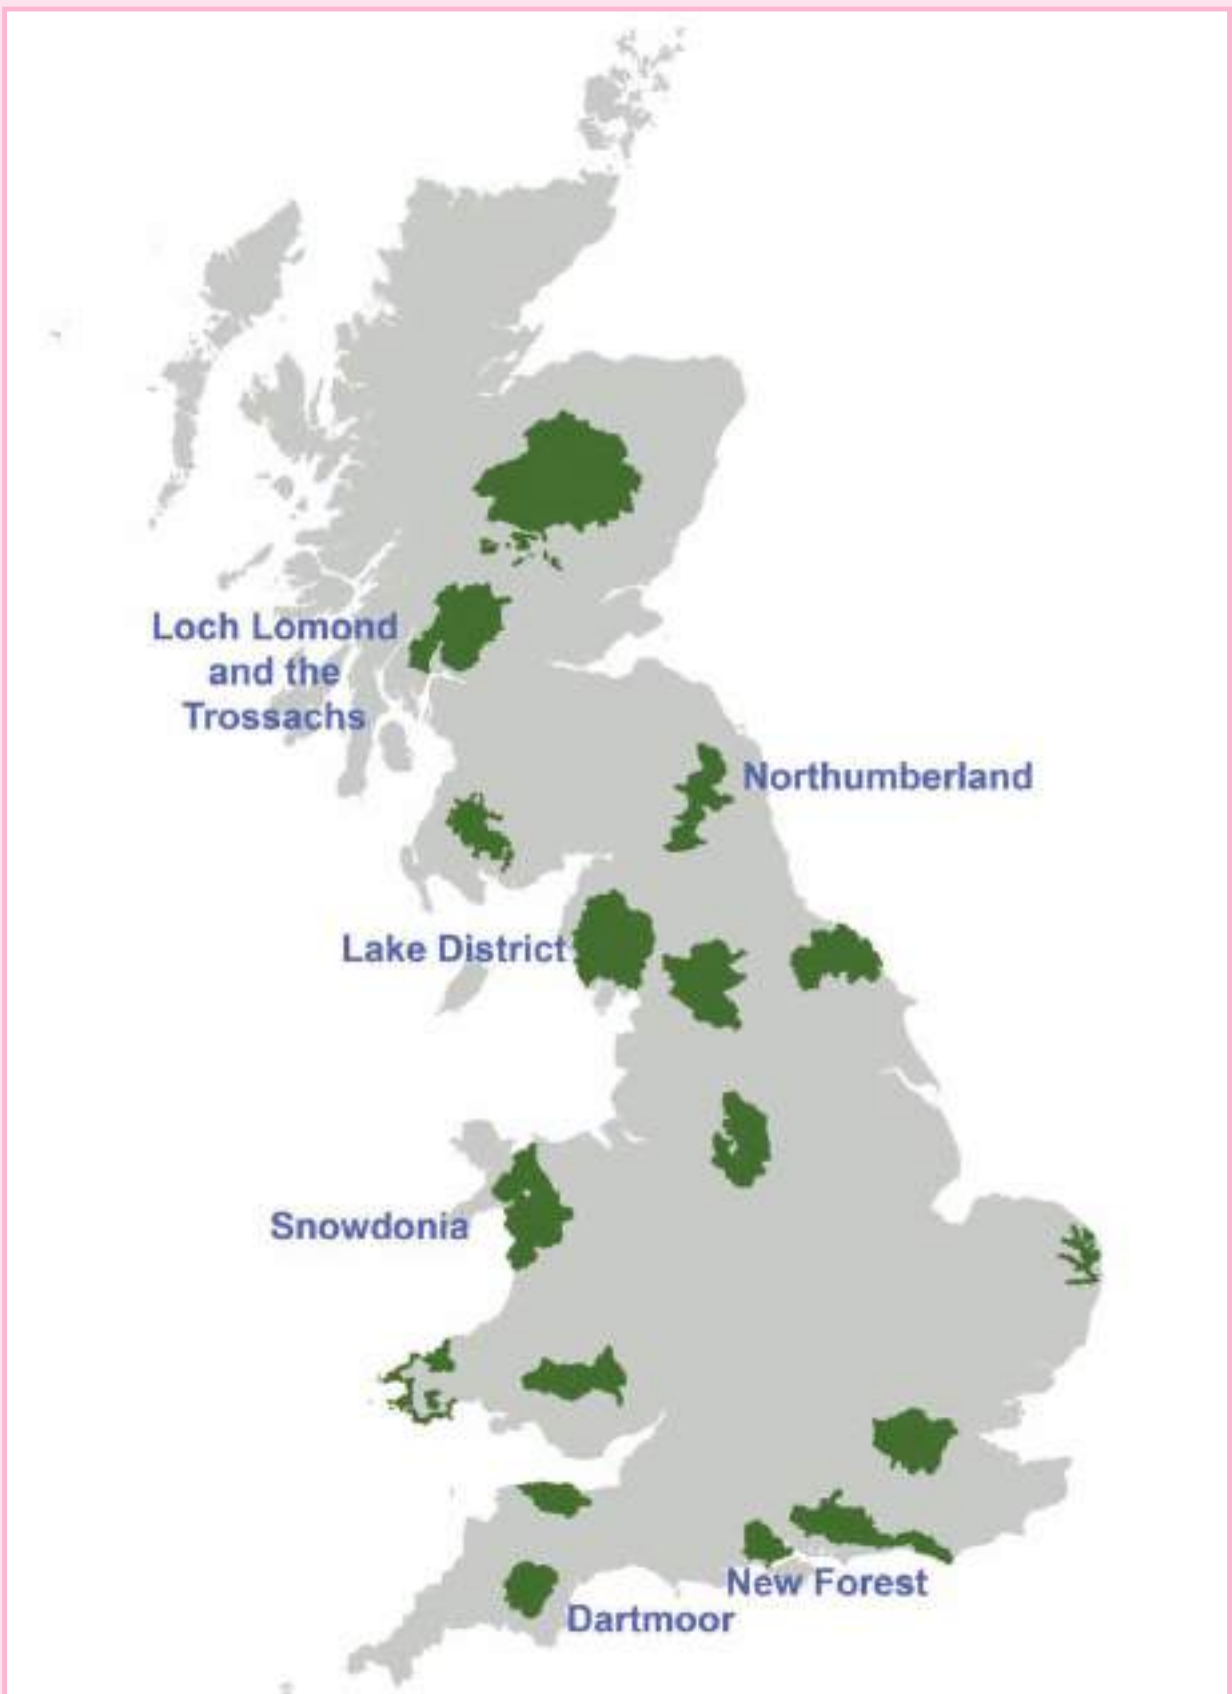 Loch Lomond
and the
Trossachs
Northumberland
Lake District
Snowdonia
New Forest
Dartmoor